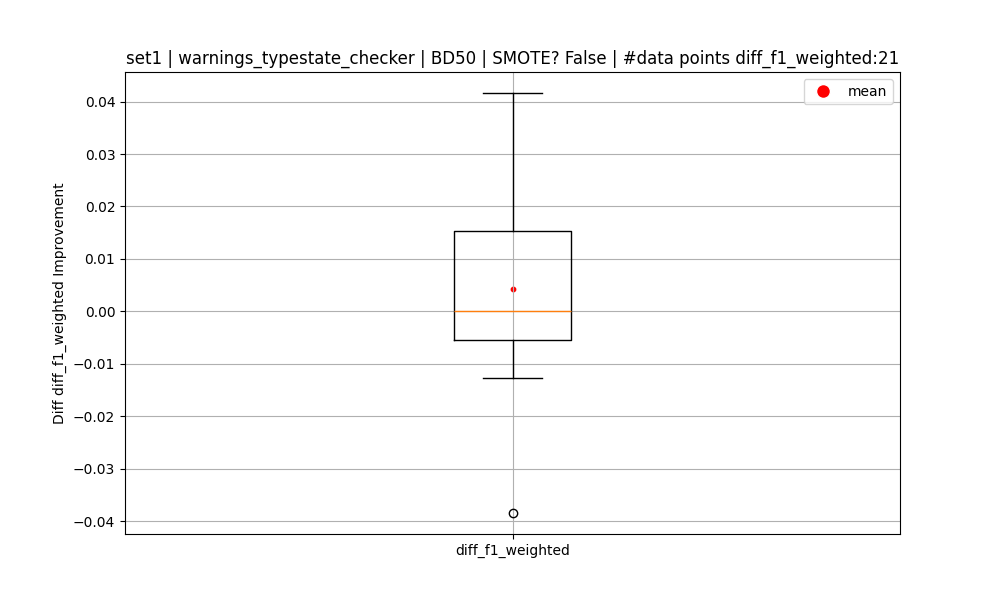 set1 | warnings_typestate_checker | BD50 | SMOTE? False | #data points diff_f1_weighted:21
mean
0.04
0.03
0.02
0.01
0.00
−0.01
−0.02
−0.03
−0.04
Diff diff_f1_weighted Improvement
diff_f1_weighted